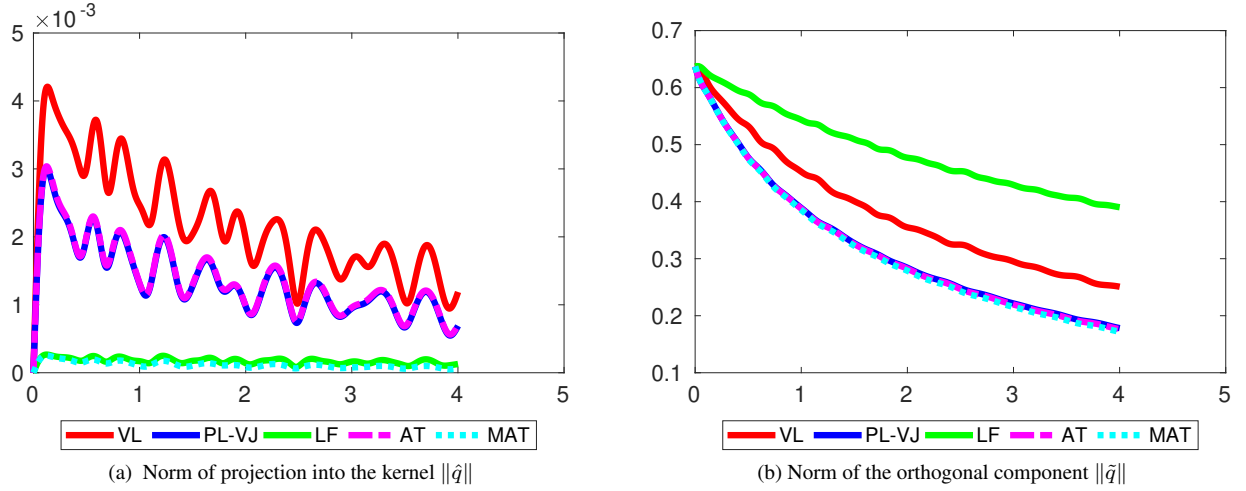 ×10⁻³
5
4
3
2
1
0
0 1 2 3 4 5
VL PL-VJ LF AT MAT
(a) Norm of projection into the kernel ||q̂||
0.7
0.6
0.5
0.4
0.3
0.2
0.1
0 1 2 3 4 5
VL PL-VJ LF AT MAT
(b) Norm of the orthogonal component ||q̃||